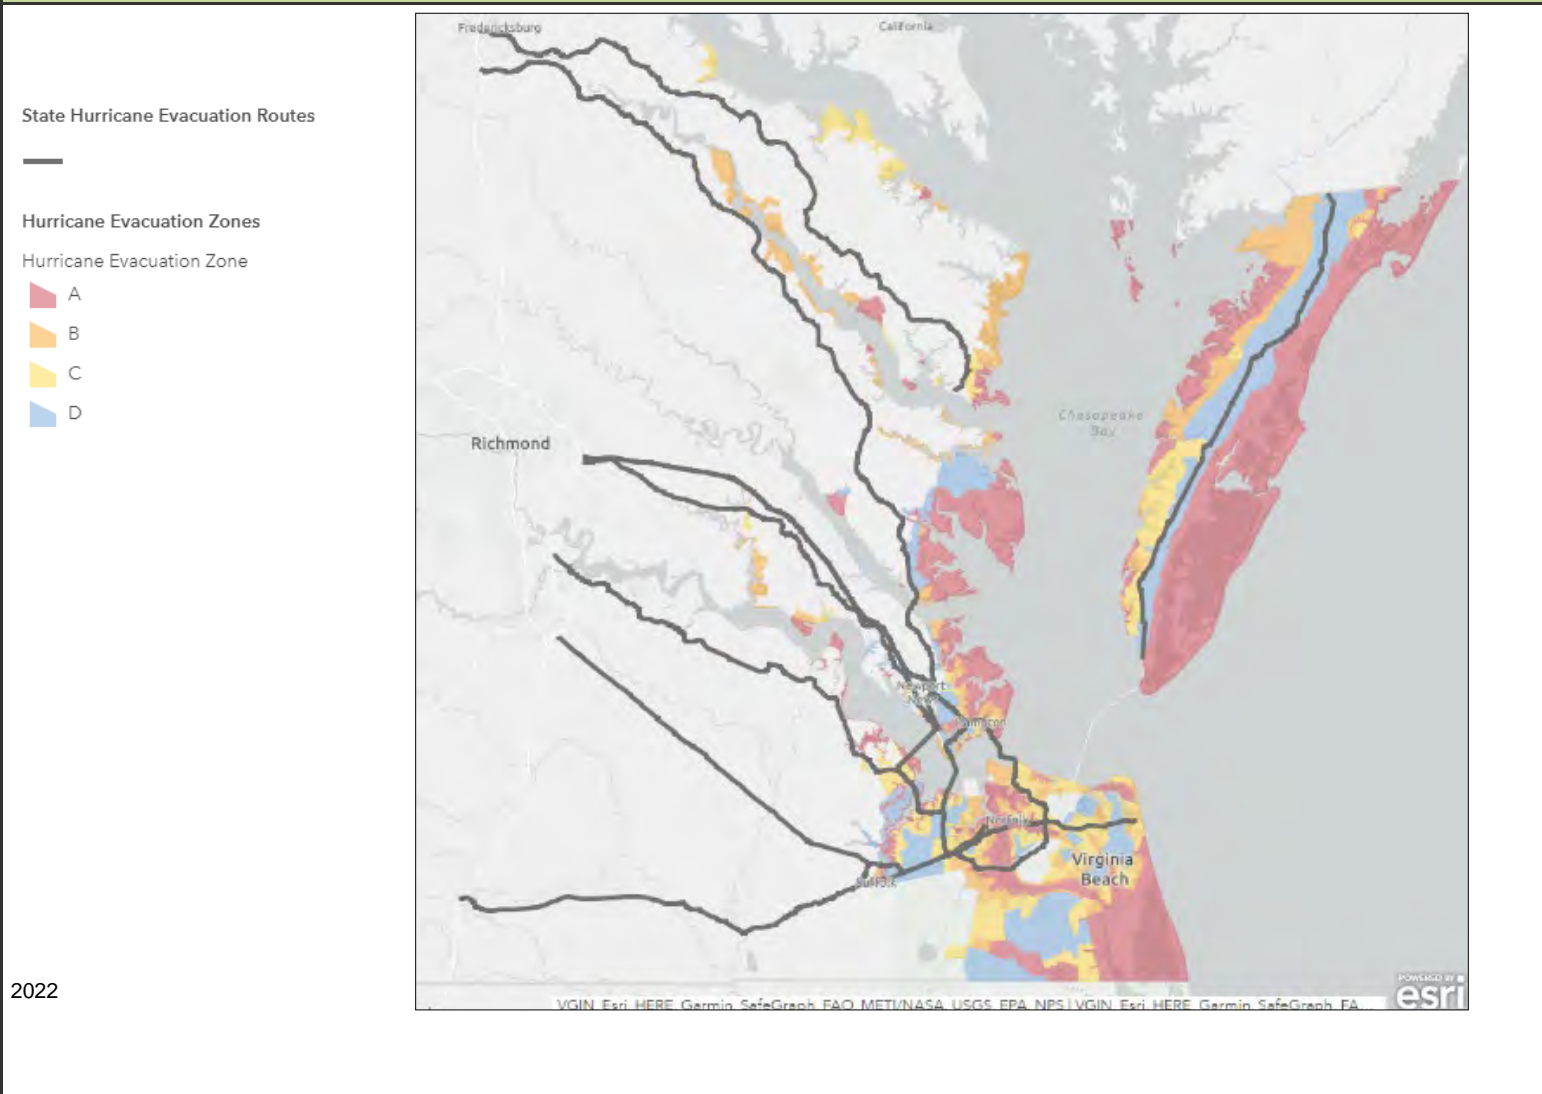 State Hurricane Evacuation Routes
Hurricane Evacuation Zones
Hurricane Evacuation Zone
A
B
C
D
2022
Fredericksburg
California
Richmond
Chesapeake
Bay
Newport
News
Hampton
Norfolk
Virginia
Beach
Suffolk
VGIN, Esri, HERE, Garmin, SafeGraph, FAO, METI/NASA, USGS, EPA, NPS | VGIN, Esri, HERE, Garmin, SafeGraph, FA...
POWERED BY
esri